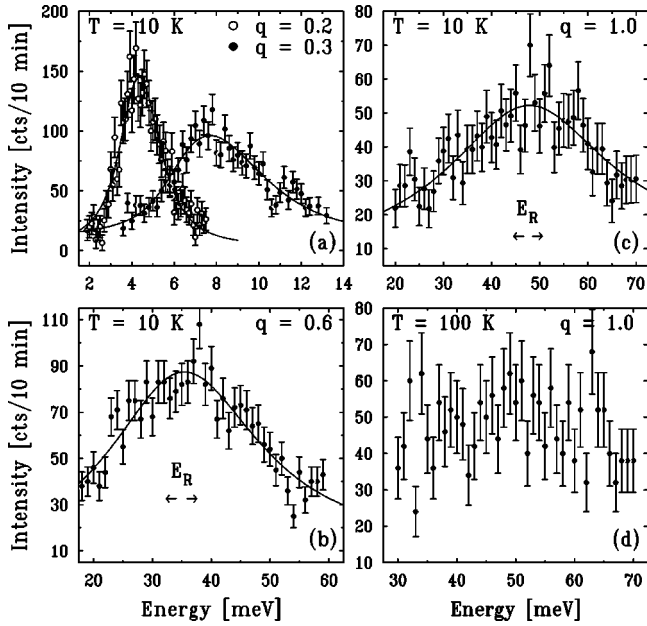 T = 10 K
q = 0.2
q = 0.3
Intensity [cts/10 min]
200
150
100
50
0
(a)
2 4 6 8 10 12 14
T = 10 K q = 1.0
80
70
60
50
40
30
20
10
E_R
(c)
20 30 40 50 60 70
T = 10 K q = 0.6
Intensity [cts/10 min]
110
90
70
50
30
10
E_R
(b)
20 30 40 50 60
Energy [meV]
T = 100 K q = 1.0
80
70
60
50
40
30
20
10
(d)
30 40 50 60 70
Energy [meV]